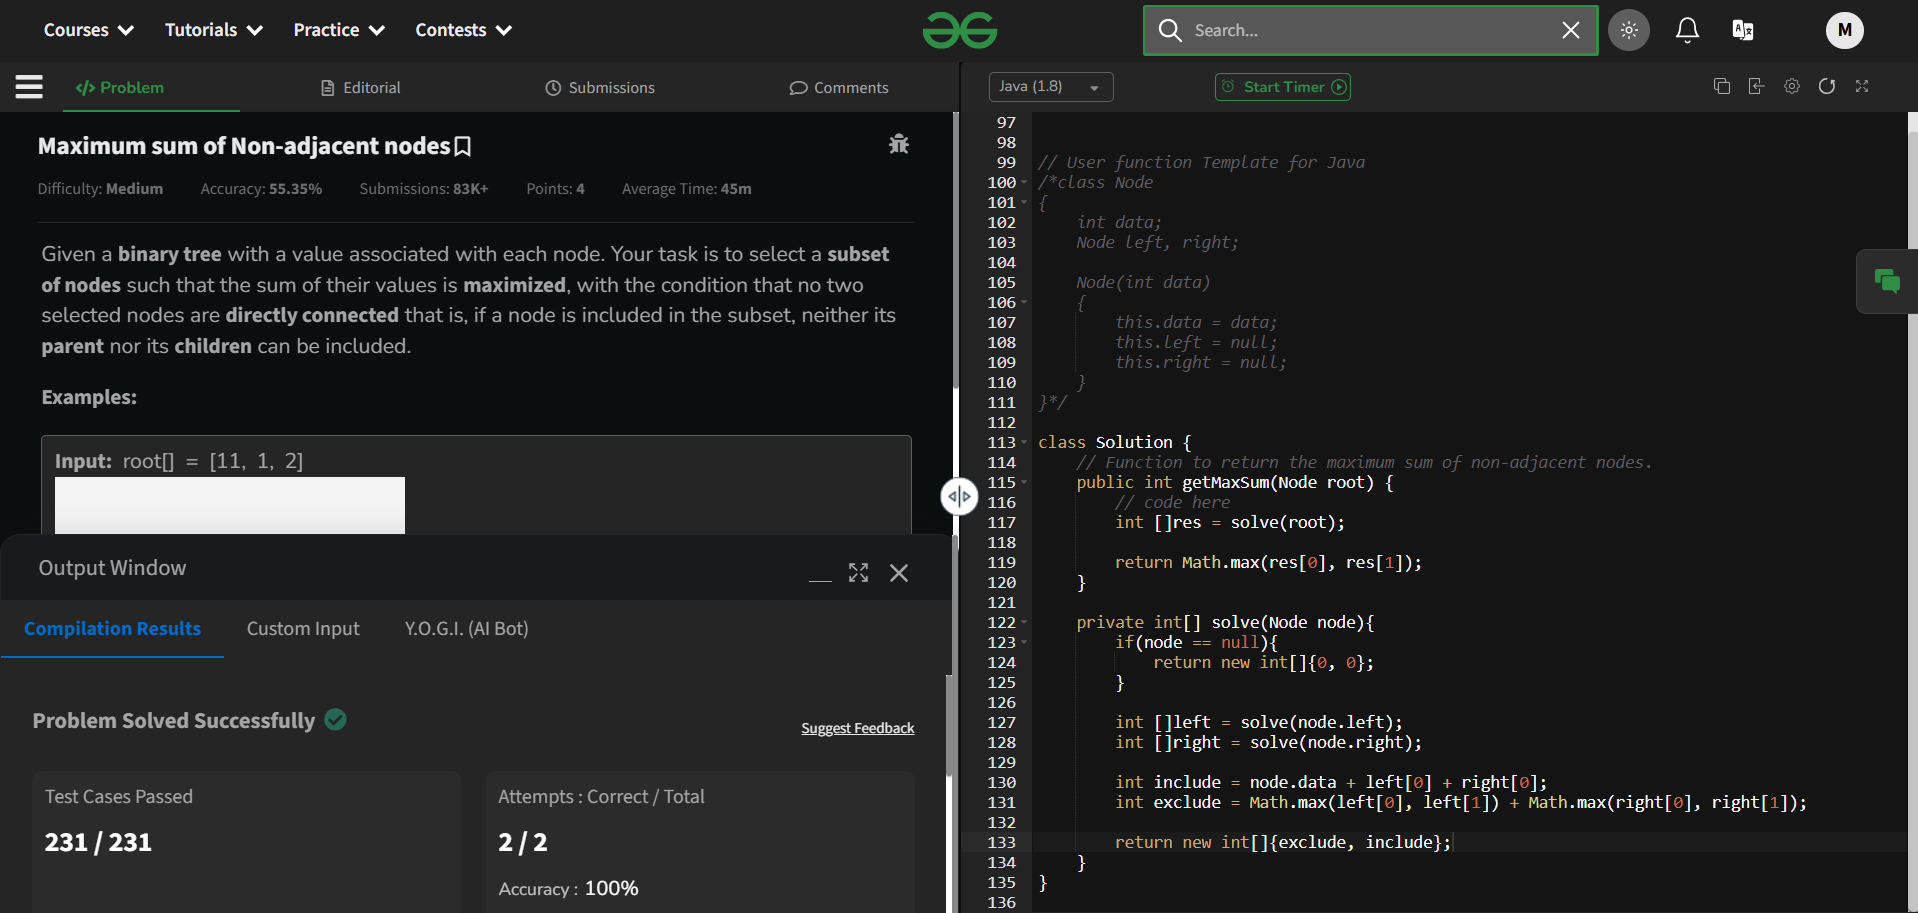 Courses Tutorials Practice Contests Search... M
Problem Editorial Submissions Comments
Maximum sum of Non-adjacent nodes
Difficulty: Medium Accuracy: 55.35% Submissions: 83K+ Points: 4 Average Time: 45m
Given a binary tree with a value associated with each node. Your task is to select a subset
of nodes such that the sum of their values is maximized, with the condition that no two
selected nodes are directly connected that is, if a node is included in the subset, neither its
parent nor its children can be included.
Examples:
Input: root[] = [11, 1, 2]
Output Window
Compilation Results Custom Input Y.O.G.I. (AI Bot)
Problem Solved Successfully
Suggest Feedback
Test Cases Passed
231 / 231
Attempts : Correct / Total
2 / 2
Accuracy : 100%
Java (1.8) Start Timer
97
98
99 // User function Template for Java
100 /*class Node
101 {
102 int data;
103 Node left, right;
104
105 Node(int data)
106 {
107 this.data = data;
108 this.left = null;
109 this.right = null;
110 }
111 }*/
112
113 class Solution {
114 // Function to return the maximum sum of non-adjacent nodes.
115 public int getMaxSum(Node root) {
116 // code here
117 int []res = solve(root);
118
119 return Math.max(res[0], res[1]);
120 }
121
122 private int[] solve(Node node){
123 if(node == null){
124 return new int[]{0, 0};
125 }
126
127 int []left = solve(node.left);
128 int []right = solve(node.right);
129
130 int include = node.data + left[0] + right[0];
131 int exclude = Math.max(left[0], left[1]) + Math.max(right[0], right[1]);
132
133 return new int[]{exclude, include};
134 }
135 }
136